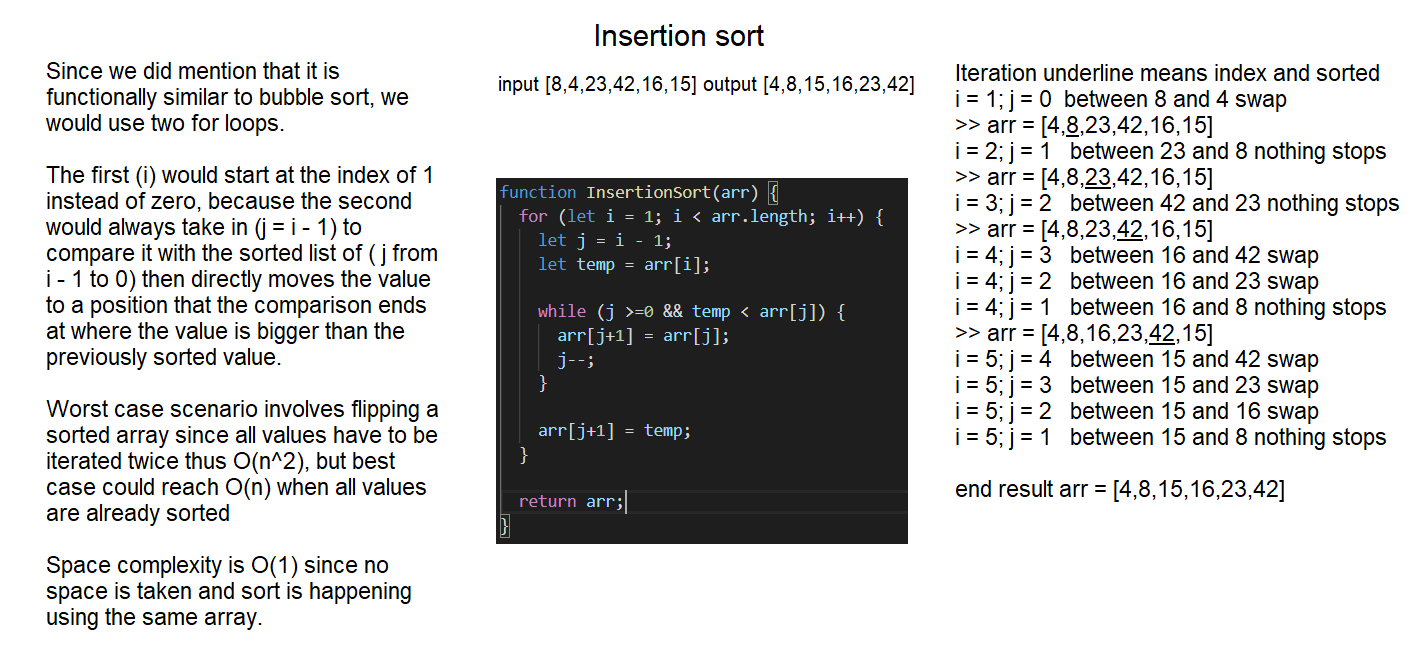 Insertion sort
Since we did mention that it is
functionally similar to bubble sort, we
would use two for loops.
The first (i) would start at the index of 1
instead of zero, because the second
would always take in (j = i - 1) to
compare it with the sorted list of ( j from
i - 1 to 0) then directly moves the value
to a position that the comparison ends
at where the value is bigger than the
previously sorted value.
Worst case scenario involves flipping a
sorted array since all values have to be
iterated twice thus O(n^2), but best
case could reach O(n) when all values
are already sorted
Space complexity is O(1) since no
space is taken and sort is happening
using the same array.
input [8,4,23,42,16,15] output [4,8,15,16,23,42]
function InsertionSort(arr) {
for (let i = 1; i < arr.length; i++) {
let j = i - 1;
let temp = arr[i];
while (j >=0 && temp < arr[j]) {
arr[j+1] = arr[j];
j--;
}
arr[j+1] = temp;
}
return arr;
}
Iteration underline means index and sorted
i = 1; j = 0 between 8 and 4 swap
>> arr = [4,8,23,42,16,15]
i = 2; j = 1 between 23 and 8 nothing stops
>> arr = [4,8,23,42,16,15]
i = 3; j = 2 between 42 and 23 nothing stops
>> arr = [4,8,23,42,16,15]
i = 4; j = 3 between 16 and 42 swap
i = 4; j = 2 between 16 and 23 swap
i = 4; j = 1 between 16 and 8 nothing stops
>> arr = [4,8,16,23,42,15]
i = 5; j = 4 between 15 and 42 swap
i = 5; j = 3 between 15 and 23 swap
i = 5; j = 2 between 15 and 16 swap
i = 5; j = 1 between 15 and 8 nothing stops
end result arr = [4,8,15,16,23,42]